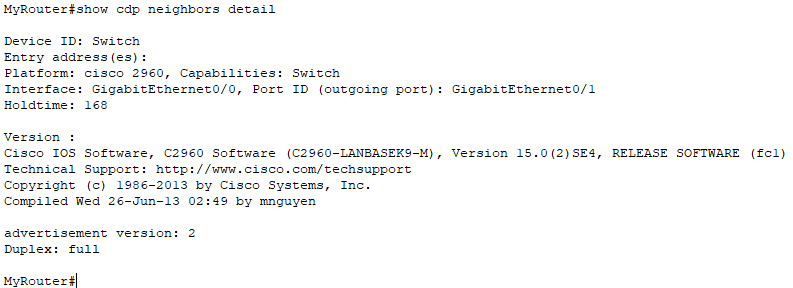 MyRouter#show cdp neighbors detail
Device ID: Switch
Entry address(es):
Platform: cisco 2960, Capabilities: Switch
Interface: GigabitEthernet0/0, Port ID (outgoing port): GigabitEthernet0/1
Holdtime: 168
Version :
Cisco IOS Software, C2960 Software (C2960-LANBASEK9-M), Version 15.0(2)SE4, RELEASE SOFTWARE (fc1)
Technical Support: http://www.cisco.com/techsupport
Copyright (c) 1986-2013 by Cisco Systems, Inc.
Compiled Wed 26-Jun-13 02:49 by mnguyen
advertisement version: 2
Duplex: full
MyRouter#